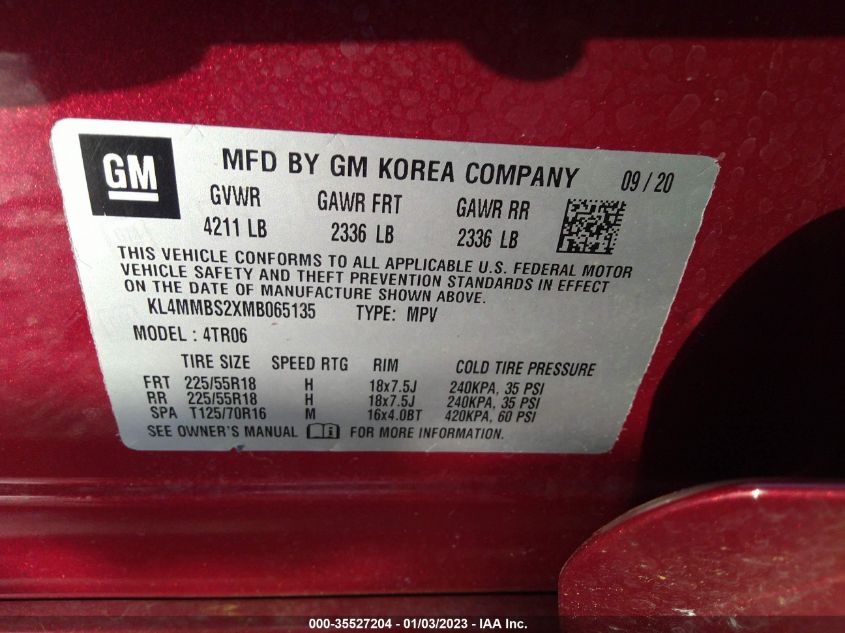 GM MFD BY GM KOREA COMPANY 09/20
GVWR GAWR FRT GAWR RR
4211 LB 2336 LB 2336 LB
THIS VEHICLE CONFORMS TO ALL APPLICABLE U.S. FEDERAL MOTOR
VEHICLE SAFETY AND THEFT PREVENTION STANDARDS IN EFFECT
ON THE DATE OF MANUFACTURE SHOWN ABOVE.
KL4MMBS2XMB065135 TYPE: MPV
MODEL : 4TR06
TIRE SIZE SPEED RTG RIM COLD TIRE PRESSURE
FRT 225/55R18 H 18x7.5J 240KPA, 35 PSI
RR 225/55R18 H 18x7.5J 240KPA, 35 PSI
SPA T125/70R16 M 16x4.0BT 420KPA, 60 PSI
SEE OWNER'S MANUAL FOR MORE INFORMATION.
000-35527204 - 01/03/2023 - IAA Inc.